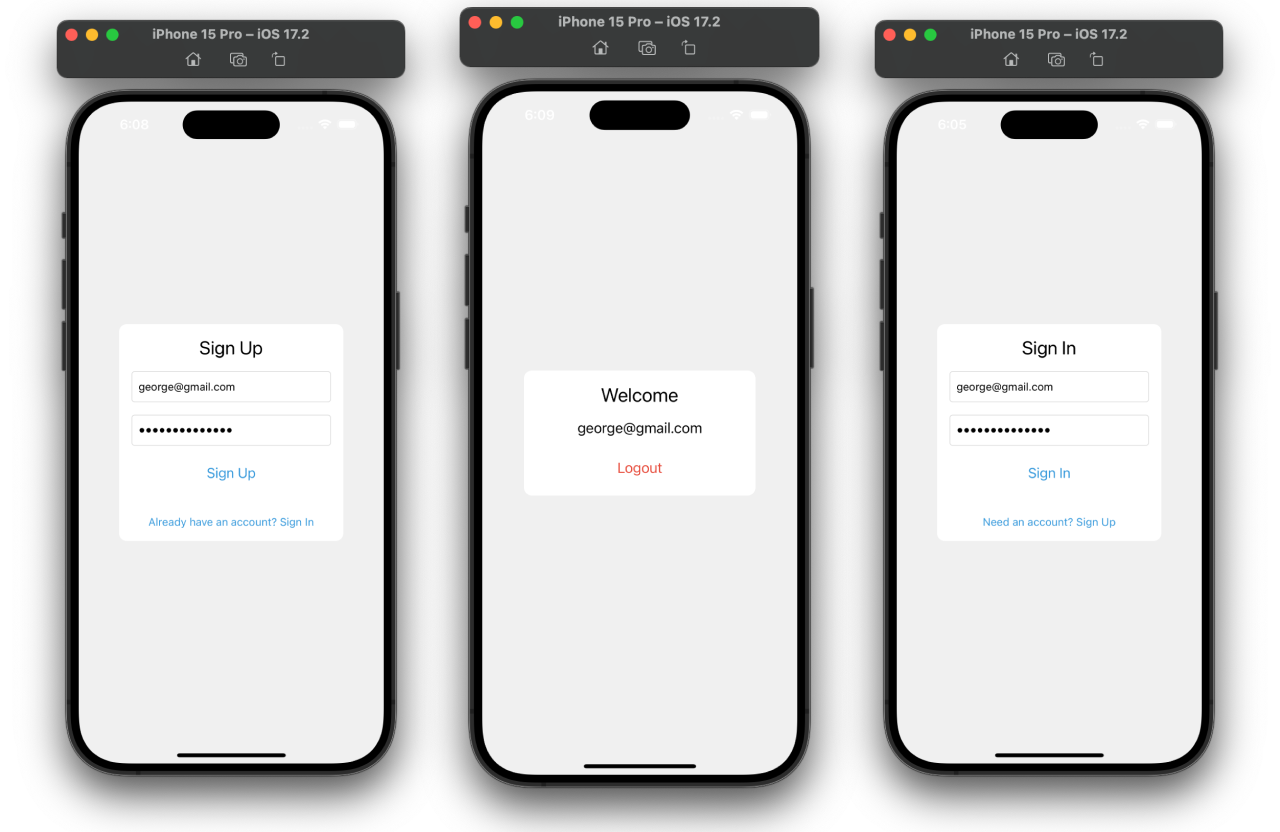 iPhone 15 Pro – iOS 17.2
6:08
Sign Up
george@gmail.com
••••••••••••••
Sign Up
Already have an account? Sign In
iPhone 15 Pro – iOS 17.2
6:09
Welcome
george@gmail.com
Logout
iPhone 15 Pro – iOS 17.2
6:05
Sign In
george@gmail.com
••••••••••••••
Sign In
Need an account? Sign Up